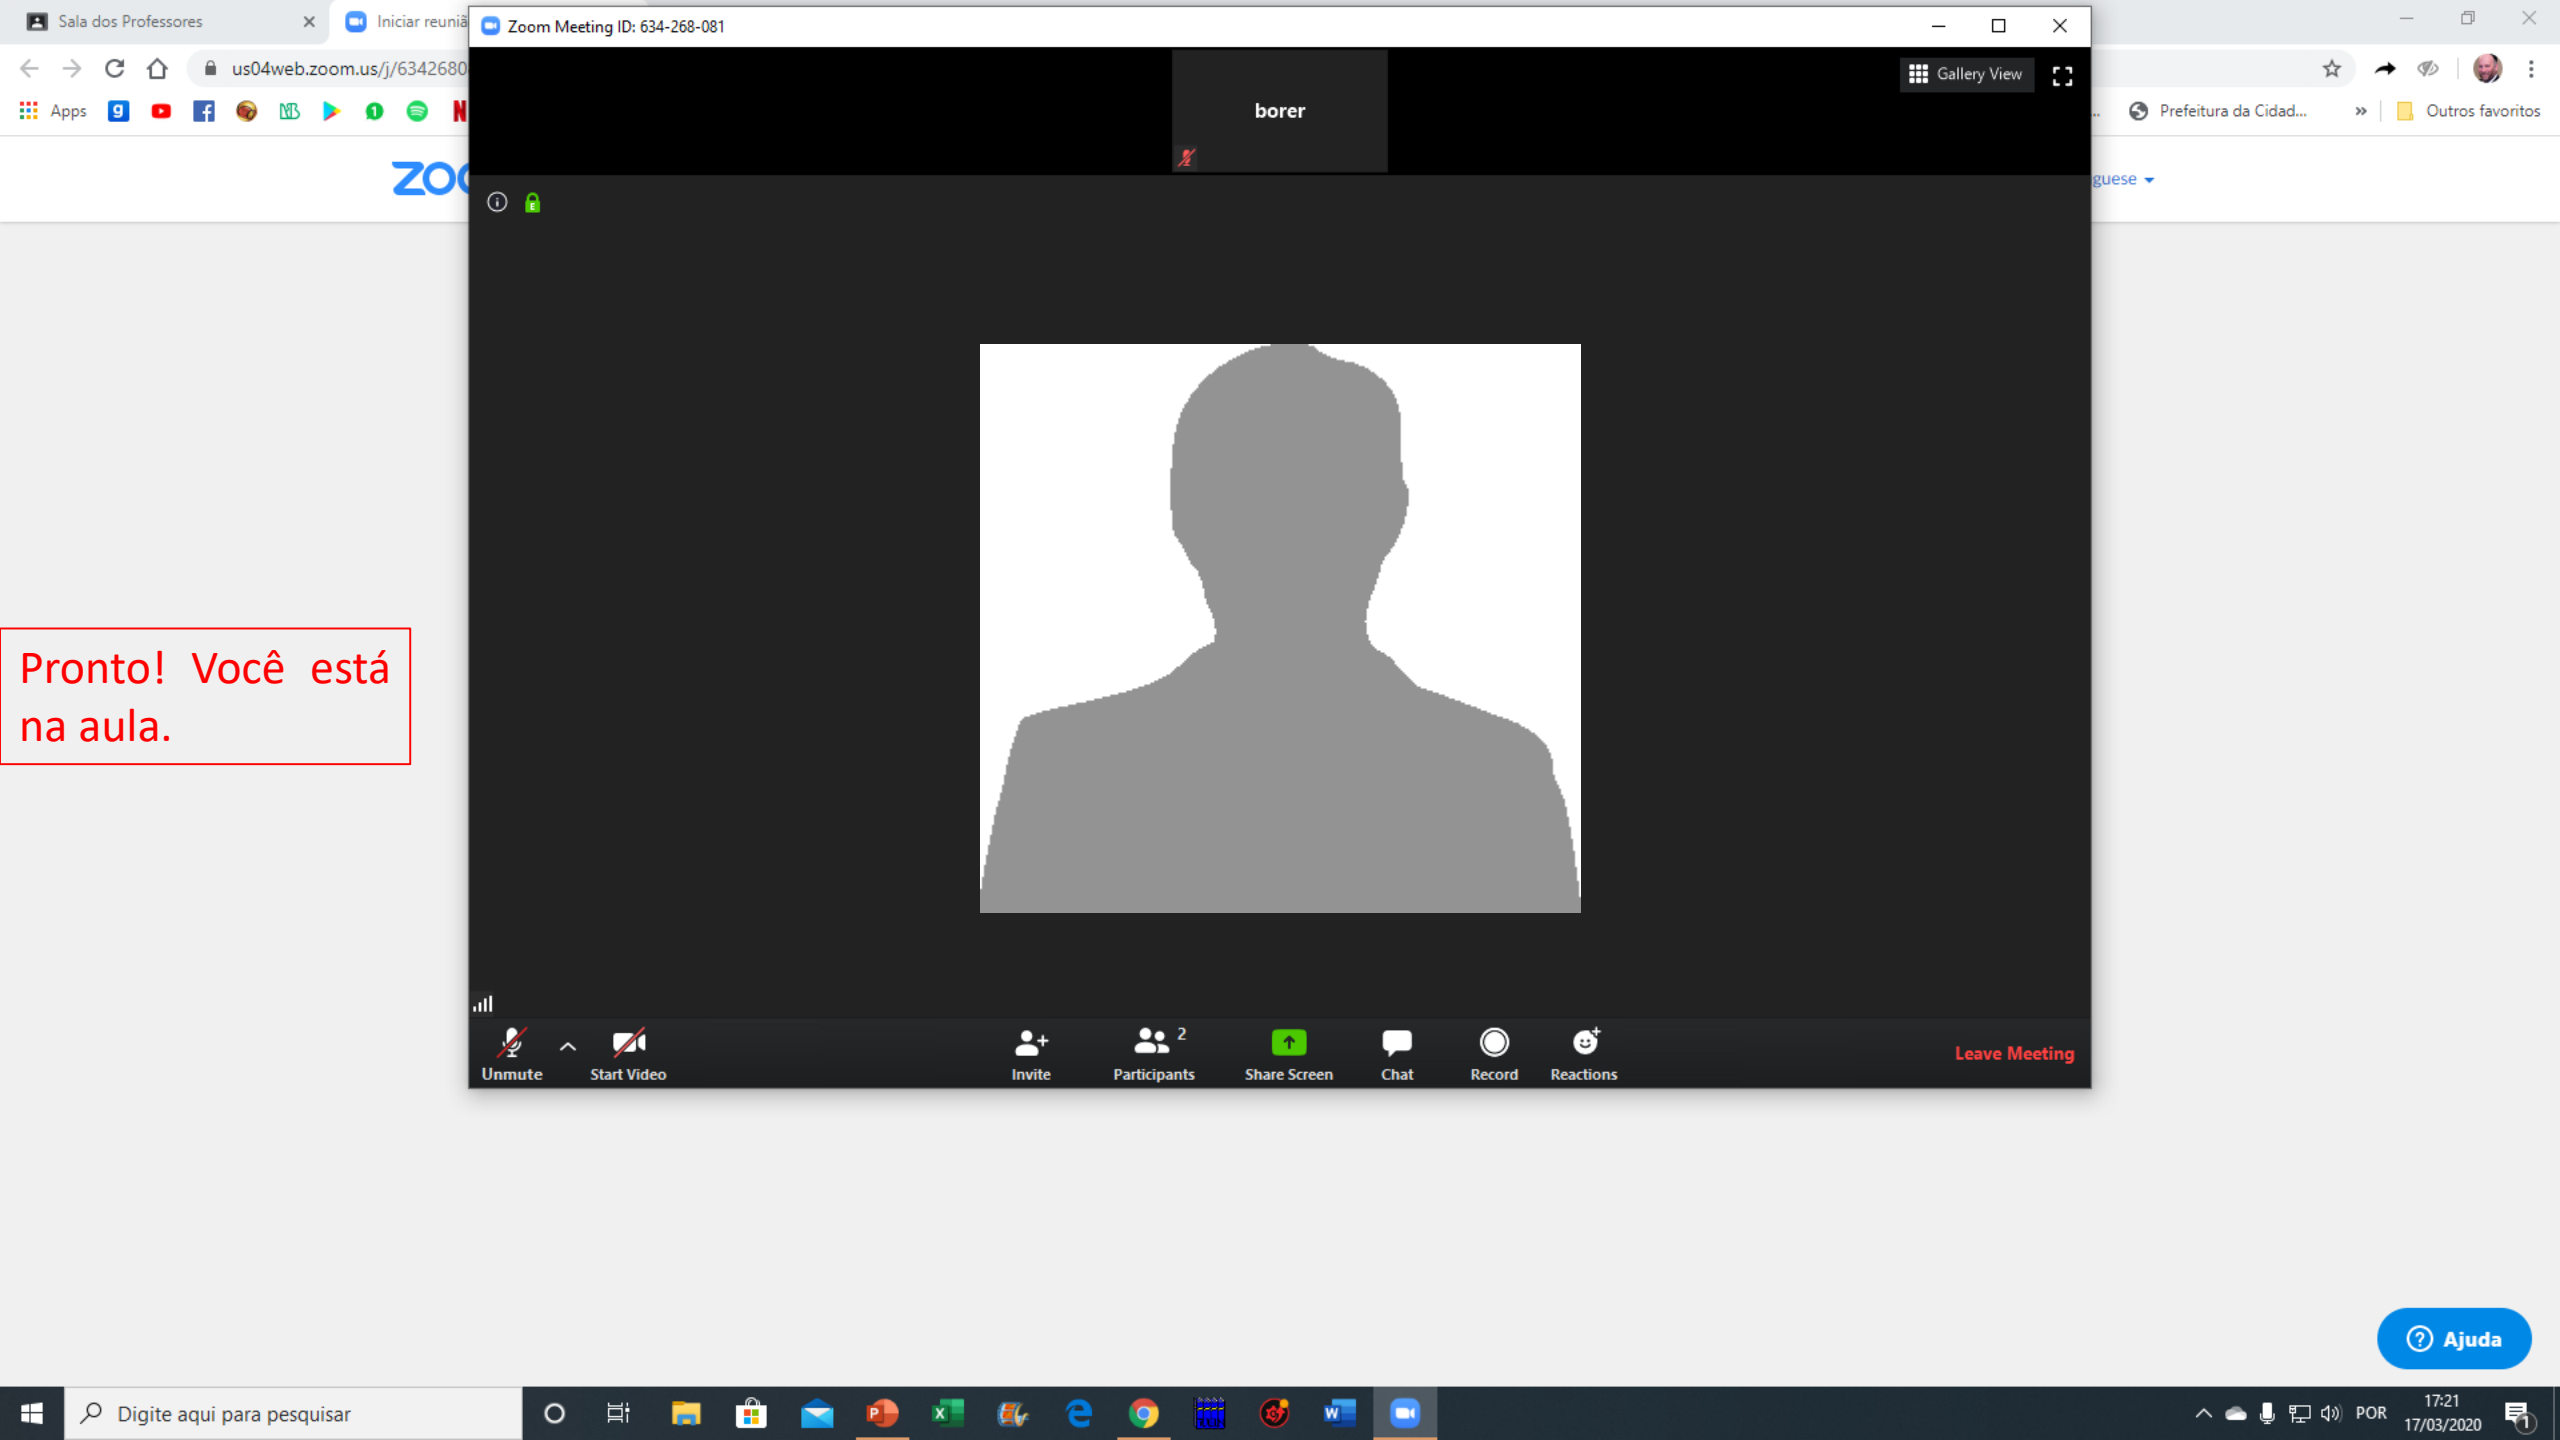 Sala dos Professores
Iniciar reuniã
Zoom Meeting ID: 634-268-081
us04web.zoom.us/j/6342680
Apps
Prefeitura da Cidad...
Outros favoritos
borer
Gallery View
guese
Pronto! Você está
na aula.
Unmute
Start Video
Invite
2
Participants
Share Screen
Chat
Record
Reactions
Leave Meeting
Ajuda
Digite aqui para pesquisar
POR
17:21
17/03/2020
1